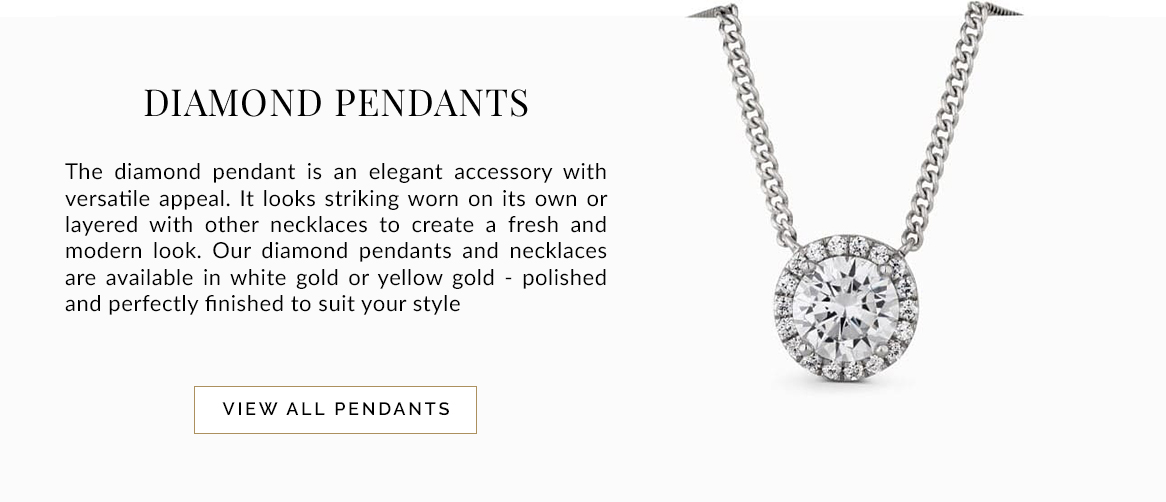 DIAMOND PENDANTS
The diamond pendant is an elegant accessory with
versatile appeal. It looks striking worn on its own or
layered with other necklaces to create a fresh and
modern look. Our diamond pendants and necklaces
are available in white gold or yellow gold - polished
and perfectly finished to suit your style
VIEW ALL PENDANTS